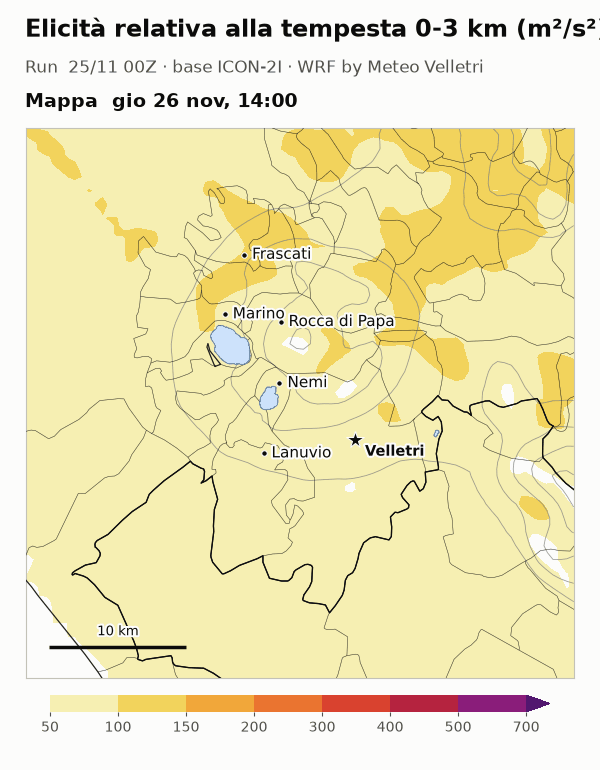 Elicità relativa alla tempesta 0-3 km (m²/s²)
Run 25/11 00Z · base ICON-2I · WRF by Meteo Velletri
Mappa gio 26 nov, 14:00
Frascati
Marino
Rocca di Papa
Nemi
Lanuvio
Velletri
10 km
50 100 150 200 300 400 500 700